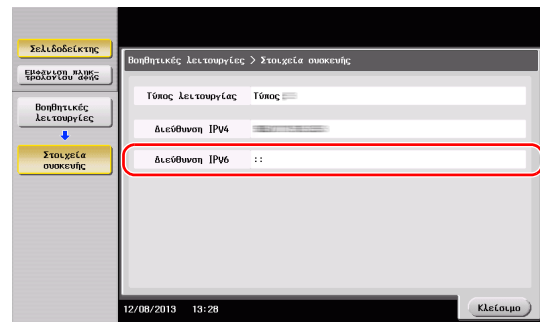 Σελιδοδείκτης
Εμφάνιση πληκ-
τρολογίου αφής
Βοηθητικές
λειτουργίες
Στοιχεία
συσκευής
Βοηθητικές λειτουργίες > Στοιχεία συσκευής
Τύπος λειτουργίας Τύπος
Διεύθυνση IPV4
Διεύθυνση IPV6 ::
12/08/2013 13:28
Κλείσιμο